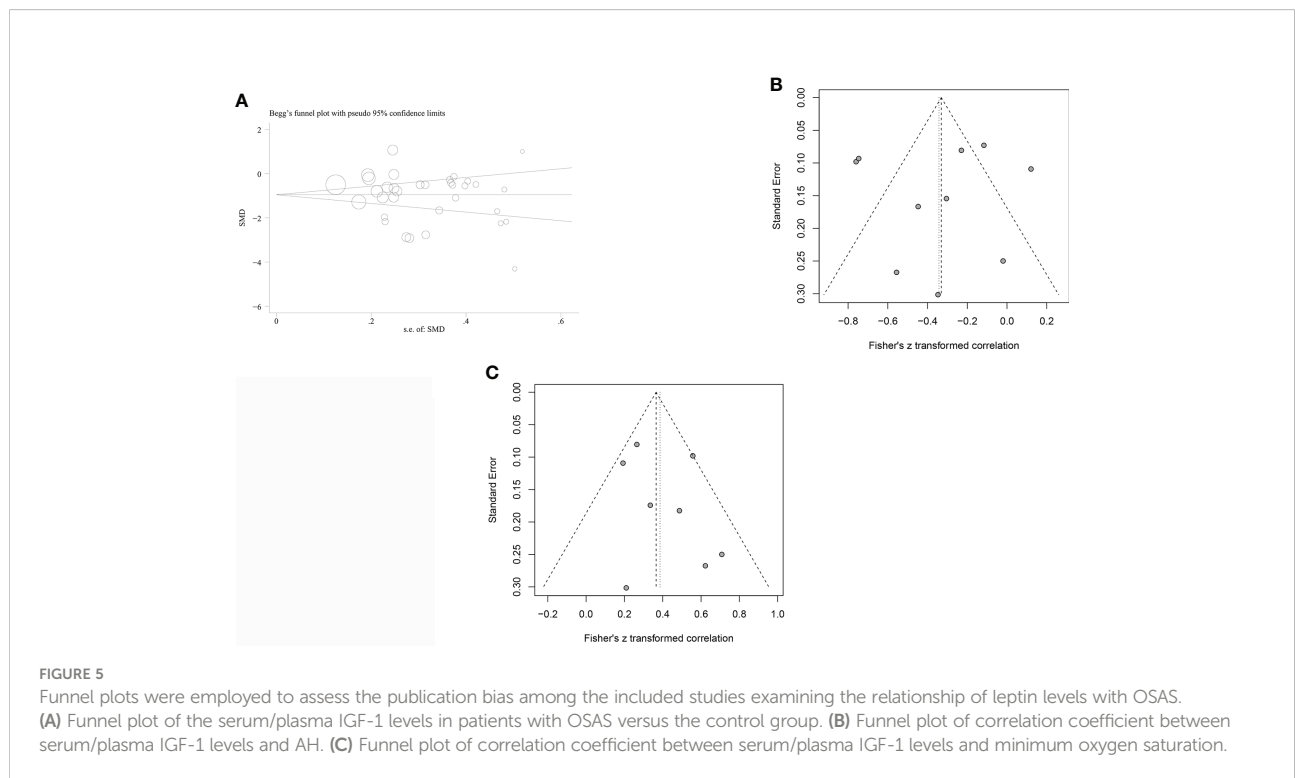 A
Begg's funnel plot with pseudo 95% confidence limits
2
0
−2
−4
−6
SMD
0 .2 .4 .6
s.e. of: SMD
B
0.00
0.05
0.10
0.15
0.20
0.25
0.30
Standard Error
−0.8 −0.6 −0.4 −0.2 0.0 0.2
Fisher's z transformed correlation
C
0.00
0.05
0.10
0.15
0.20
0.25
0.30
Standard Error
−0.2 0.0 0.2 0.4 0.6 0.8 1.0
Fisher's z transformed correlation
FIGURE 5
Funnel plots were employed to assess the publication bias among the included studies examining the relationship of leptin levels with OSAS.
(A) Funnel plot of the serum/plasma IGF-1 levels in patients with OSAS versus the control group. (B) Funnel plot of correlation coefficient between
serum/plasma IGF-1 levels and AH. (C) Funnel plot of correlation coefficient between serum/plasma IGF-1 levels and minimum oxygen saturation.